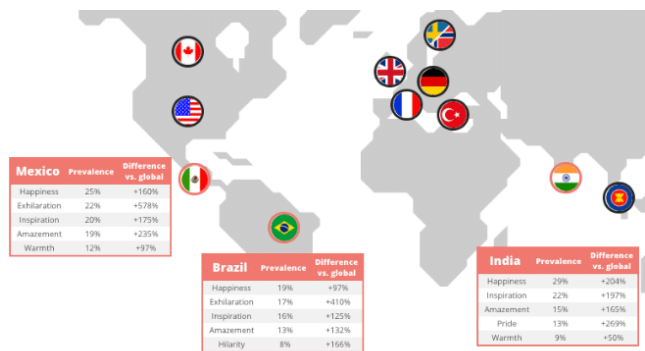 Mexico Prevalence Difference vs. global
Happiness 25% +160%
Exhilaration 22% +578%
Inspiration 20% +175%
Amazement 19% +235%
Warmth 12% +97%
Brazil Prevalence Difference vs. global
Happiness 19% +97%
Exhilaration 17% +410%
Inspiration 16% +125%
Amazement 13% +132%
Hilarity 8% +166%
India Prevalence Difference vs. global
Happiness 29% +204%
Inspiration 22% +197%
Amazement 15% +165%
Pride 13% +269%
Warmth 9% +50%